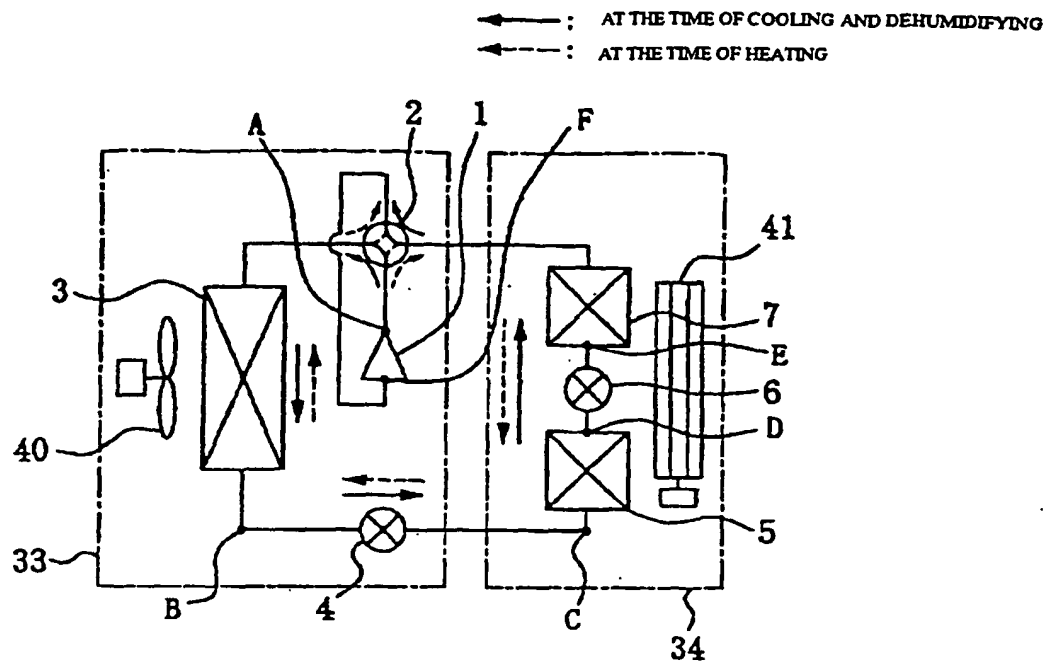 : AT THE TIME OF COOLING AND DEHUMIDIFYING
: AT THE TIME OF HEATING
A 2 1 F
3 41
7
E
6
40 D
5
33
B 4 C
34